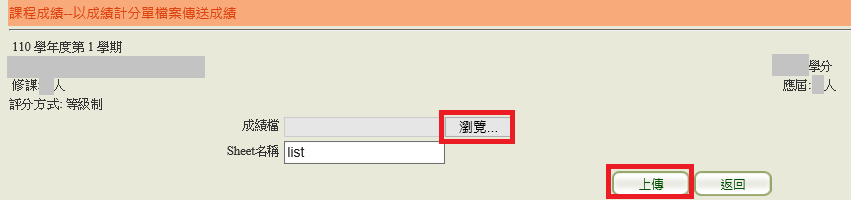 課程成績--以成績計分單檔案傳送成績
110 學年度第 1 學期
學分
修課: 人 應屆: 人
評分方式: 等級制
成績檔 瀏覽...
Sheet名稱 list
上傳 返回